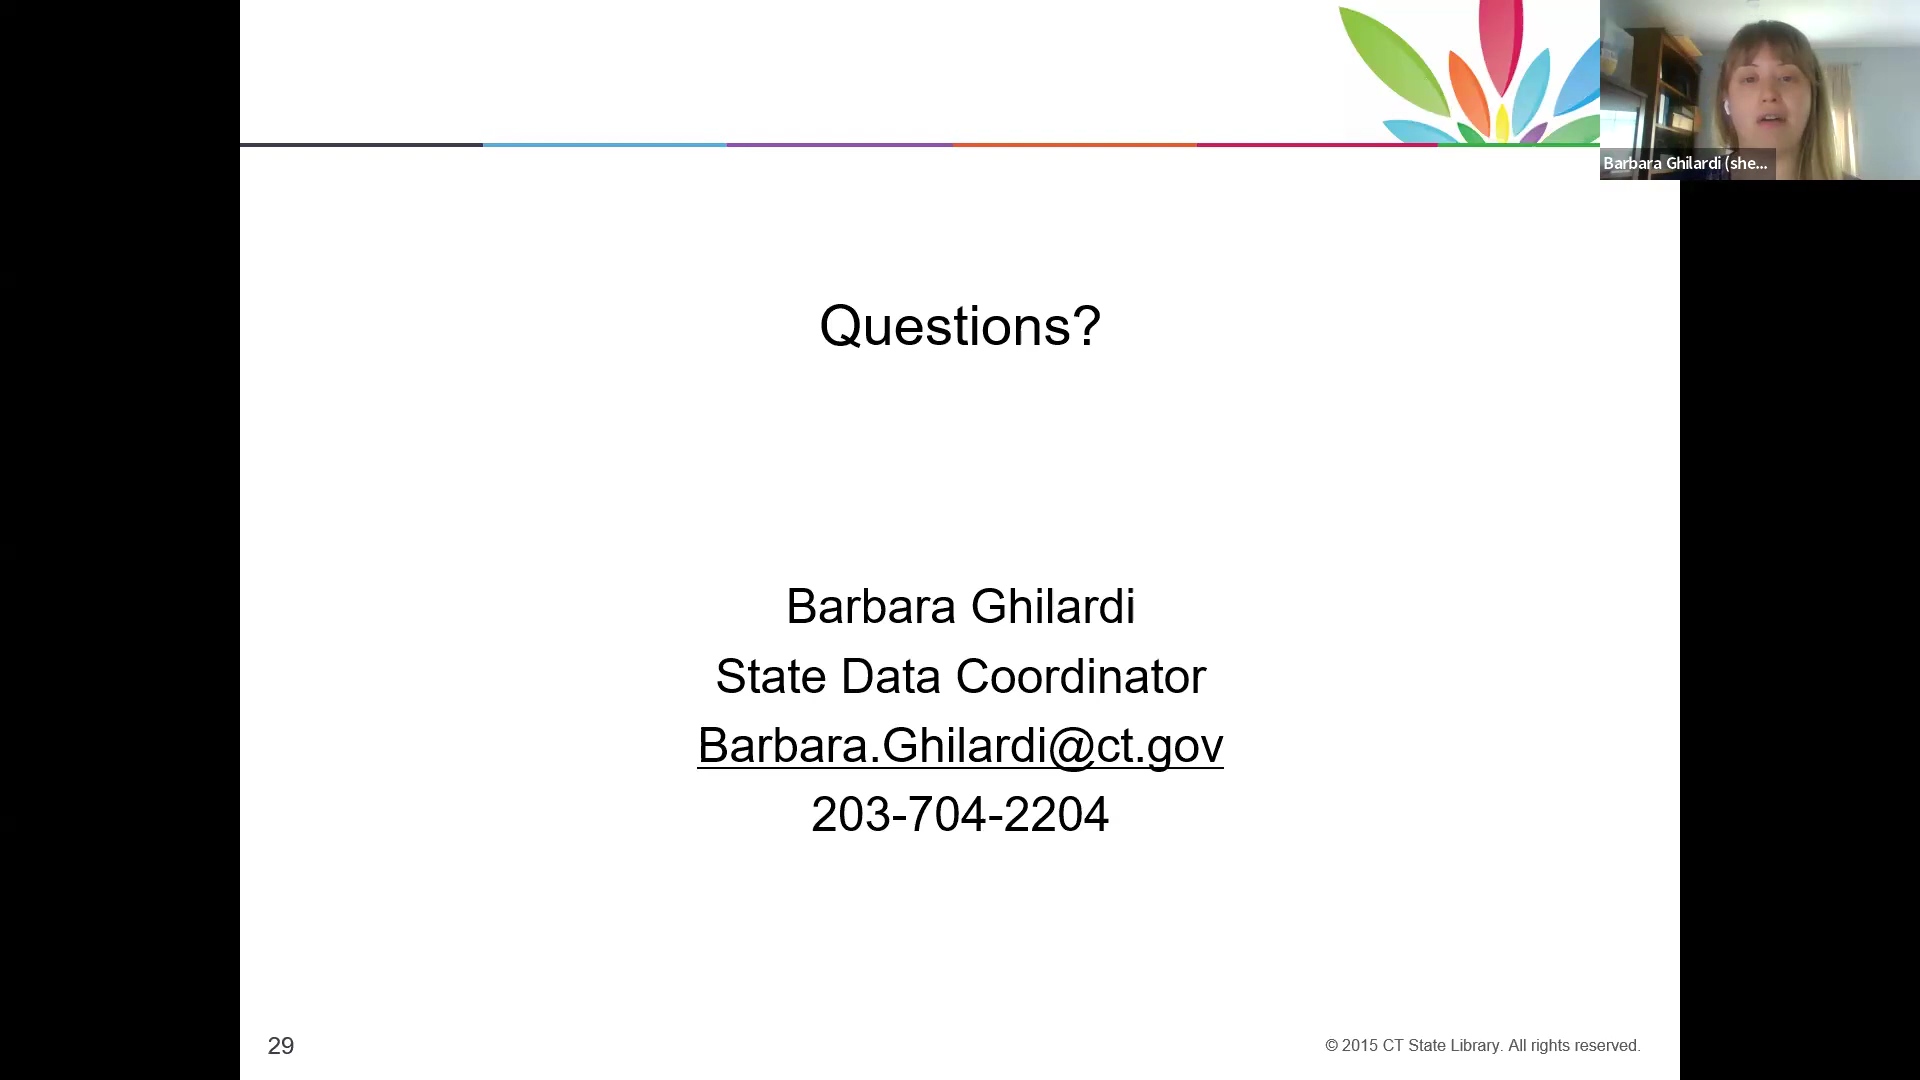 Barbara Ghilardi (she...
Questions?
Barbara Ghilardi
State Data Coordinator
Barbara.Ghilardi@ct.gov
203-704-2204
29
© 2015 CT State Library. All rights reserved.